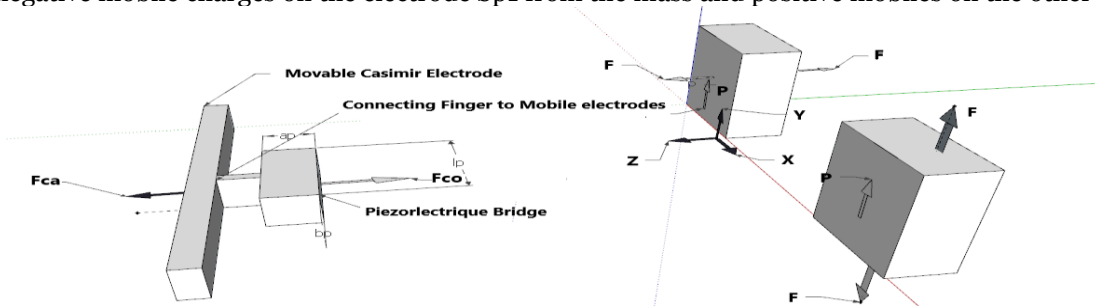 negative mobile charges on the electrode Sp1 from the mass and positive mobiles on the other
Movable Casimir Electrode
Connecting Finger to Mobile electrodes
ap
lp
Fca
Fco
Piezorlectrique Bridge
bp
F
F
P
Y
Z
X
F
P
F